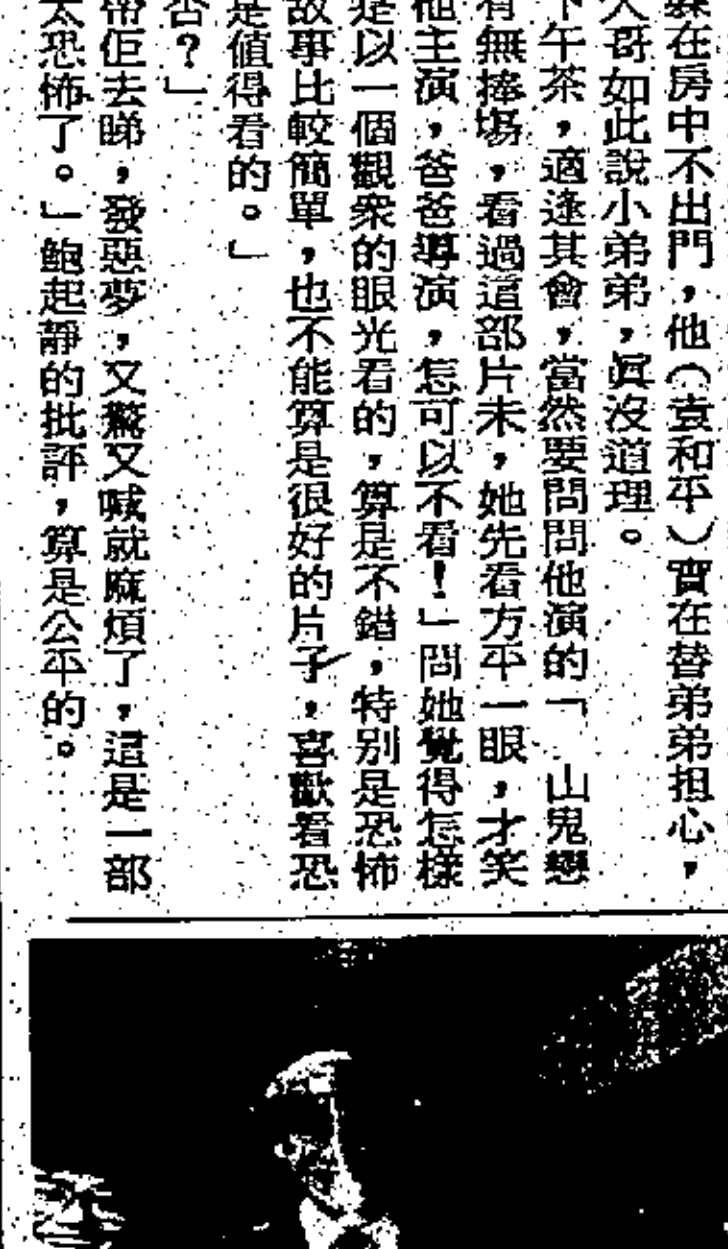 躲在房中不出門，他（袁和平）實在替弟弟担心，
大哥如此說小弟弟，眞沒道理。
下午茶，適逢其會，當然要問問他演的「山鬼戀
有無捧塲，看過這部片未，她先看方平一眼，才笑
他主演，爸爸導演，怎可以不看！」問她覺得怎樣
是以一個觀衆的眼光看的，算是不錯，特別是恐怖
故事比較簡單，也不能算是很好的片子，喜歡看恐
是值得看的。」
否？」
帶佢去睇，發惡夢，又驚又喊就麻煩了，這是一部
太恐怖了。」鮑起靜的批評，算是公平的。